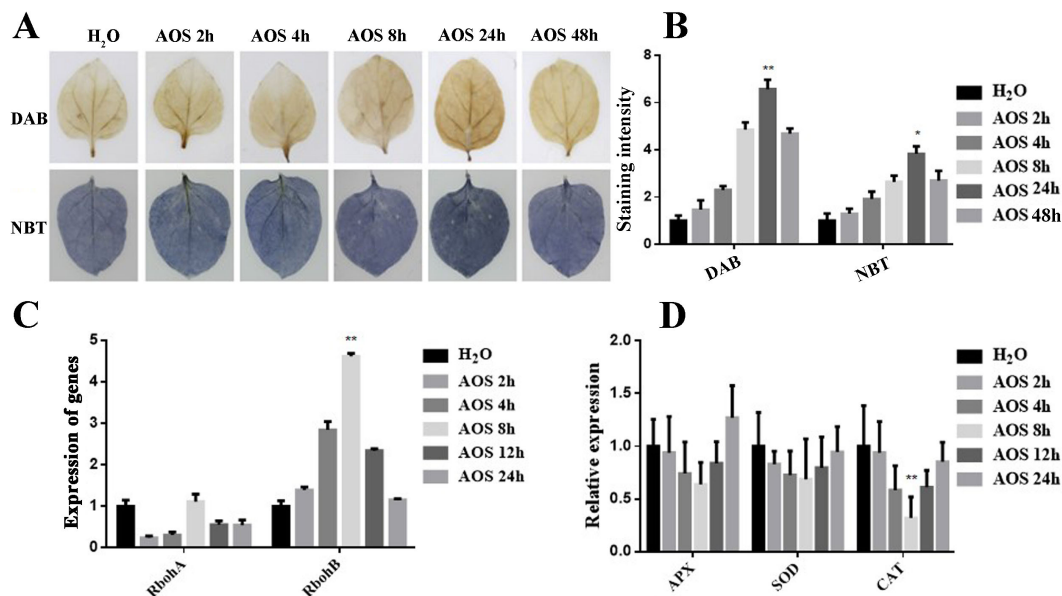 A
H₂O AOS 2h AOS 4h AOS 8h AOS 24h AOS 48h
DAB
NBT
B
Staining intensity
8
6
4
2
0
**
*
DAB NBT
H₂O
AOS 2h
AOS 4h
AOS 8h
AOS 24h
AOS 48h
C
Expression of genes
5
4
3
2
1
0
**
RbohA RbohB
H₂O
AOS 2h
AOS 4h
AOS 8h
AOS 12h
AOS 24h
D
Relative expression
2.0
1.5
1.0
0.5
0.0
**
APX SOD CAT
H₂O
AOS 2h
AOS 4h
AOS 8h
AOS 12h
AOS 24h